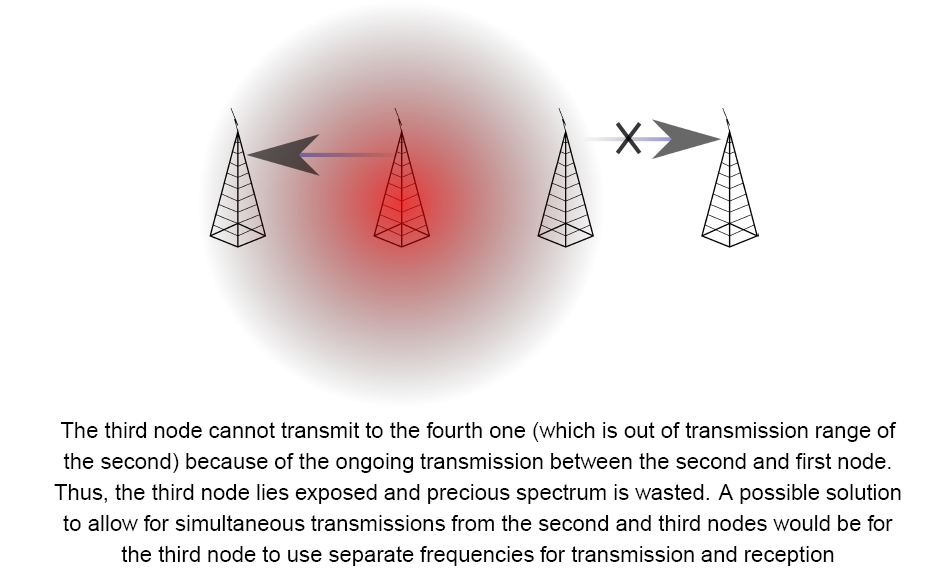 The third node cannot transmit to the fourth one (which is out of transmission range of
the second) because of the ongoing transmission between the second and first node.
Thus, the third node lies exposed and precious spectrum is wasted. A possible solution
to allow for simultaneous transmissions from the second and third nodes would be for
the third node to use separate frequencies for transmission and reception